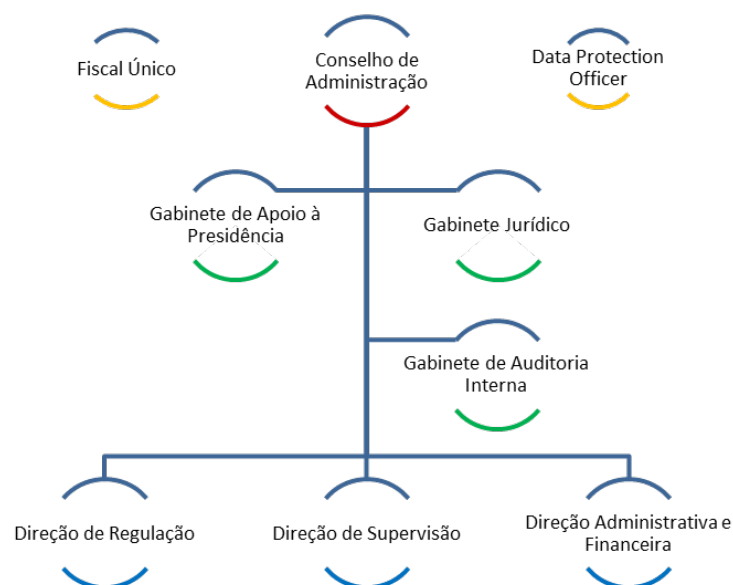 Fiscal Único
Conselho de
Administração
Data Protection
Officer
Gabinete de Apoio à
Presidência
Gabinete Jurídico
Gabinete de Auditoria
Interna
Direção de Regulação
Direção de Supervisão
Direção Administrativa e
Financeira